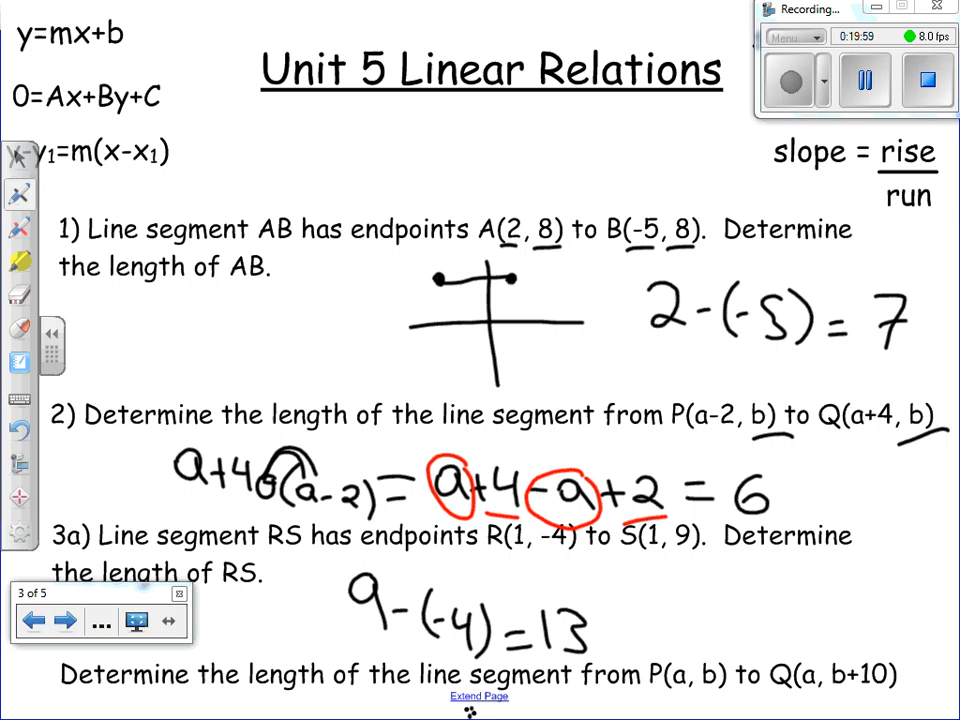 y=mx+b
Recording...
Menu
0:19:59
8.0 fps
Unit 5 Linear Relations
0=Ax+By+C
y-y₁=m(x-x₁)
slope = rise
run
1) Line segment AB has endpoints A(2, 8) to B(-5, 8). Determine
the length of AB.
2-(-5)=7
2) Determine the length of the line segment from P(a-2, b) to Q(a+4, b)
a+4-(a-2)=a+4-a+2=6
3a) Line segment RS has endpoints R(1, -4) to S(1, 9). Determine
the length of RS.
3 of 5
9-(-4)=13
Determine the length of the line segment from P(a, b) to Q(a, b+10)
Extend Page